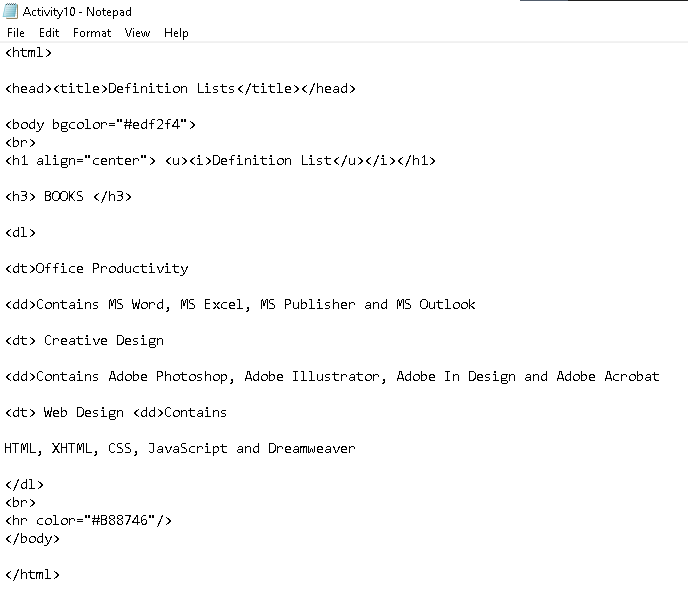 Activity10 - Notepad
File Edit Format View Help
<html>
<head><title>Definition Lists</title></head>
<body bgcolor="#edf2f4">
<br>
<h1 align="center"> <u><i>Definition List</u></i></h1>
<h3> BOOKS </h3>
<dl>
<dt>Office Productivity
<dd>Contains MS Word, MS Excel, MS Publisher and MS Outlook
<dt> Creative Design
<dd>Contains Adobe Photoshop, Adobe Illustrator, Adobe In Design and Adobe Acrobat
<dt> Web Design <dd>Contains
HTML, XHTML, CSS, JavaScript and Dreamweaver
</dl>
<br>
<hr color="#B88746"/>
</body>
</html>